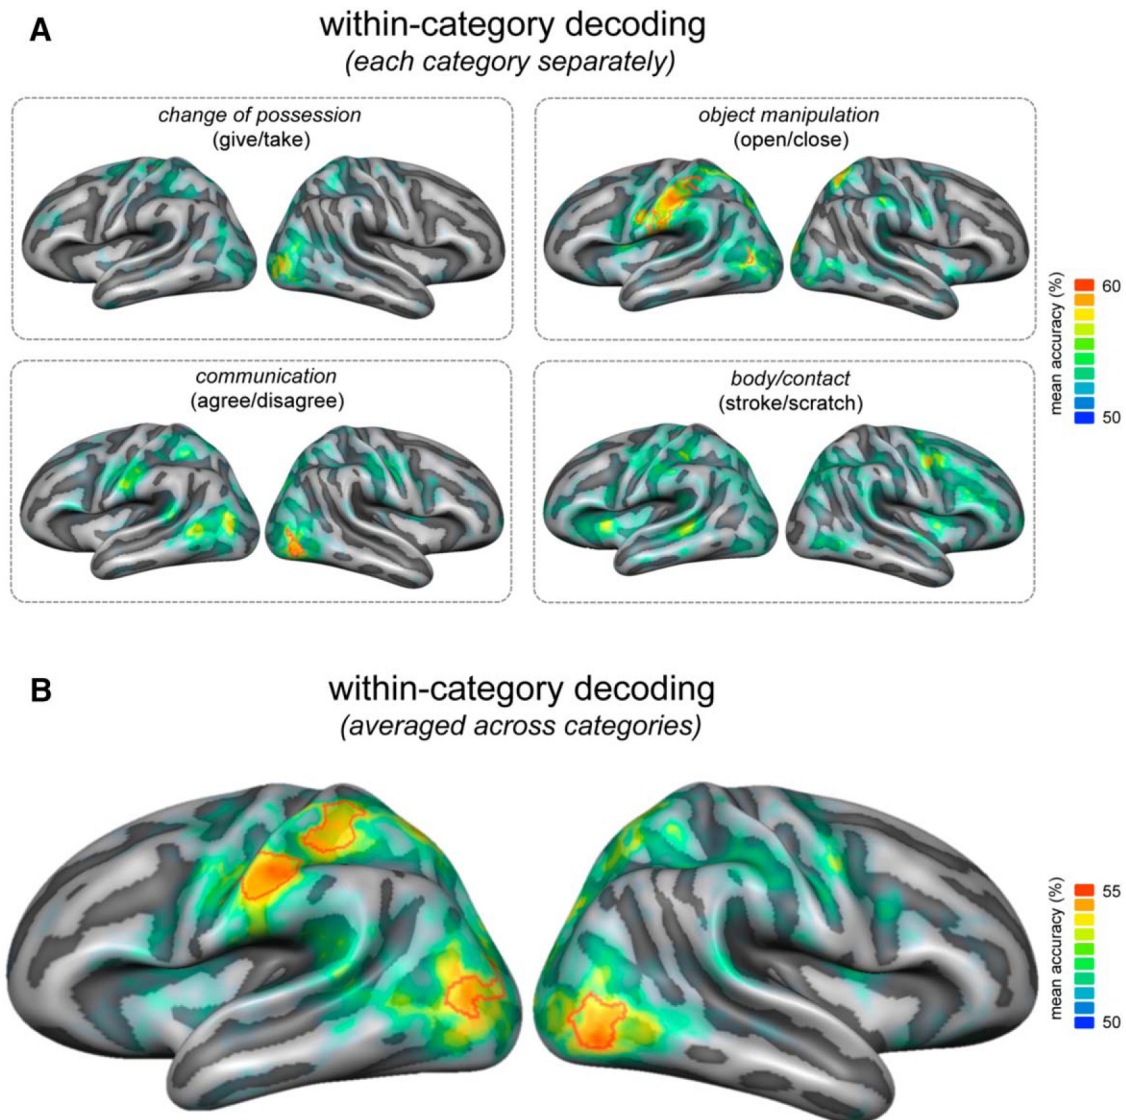 A
within-category decoding
(each category separately)
change of possession
(give/take)
object manipulation
(open/close)
communication
(agree/disagree)
body/contact
(stroke/scratch)
mean accuracy (%)
60
50
B
within-category decoding
(averaged across categories)
mean accuracy (%)
55
50